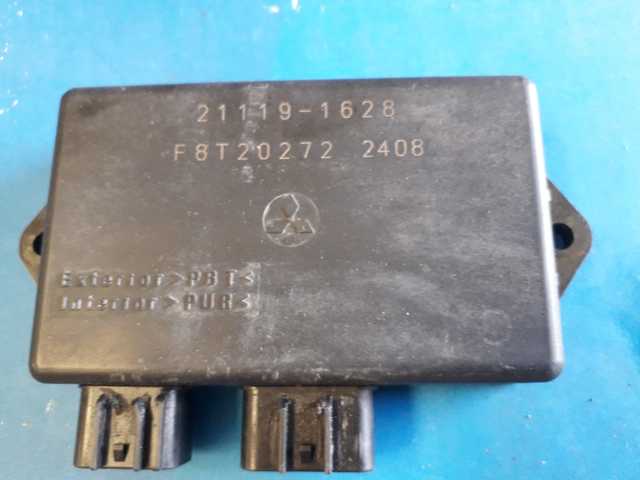 21119-1628
F8T20272 2408
Exterior>PBT<
Interior>PUR<